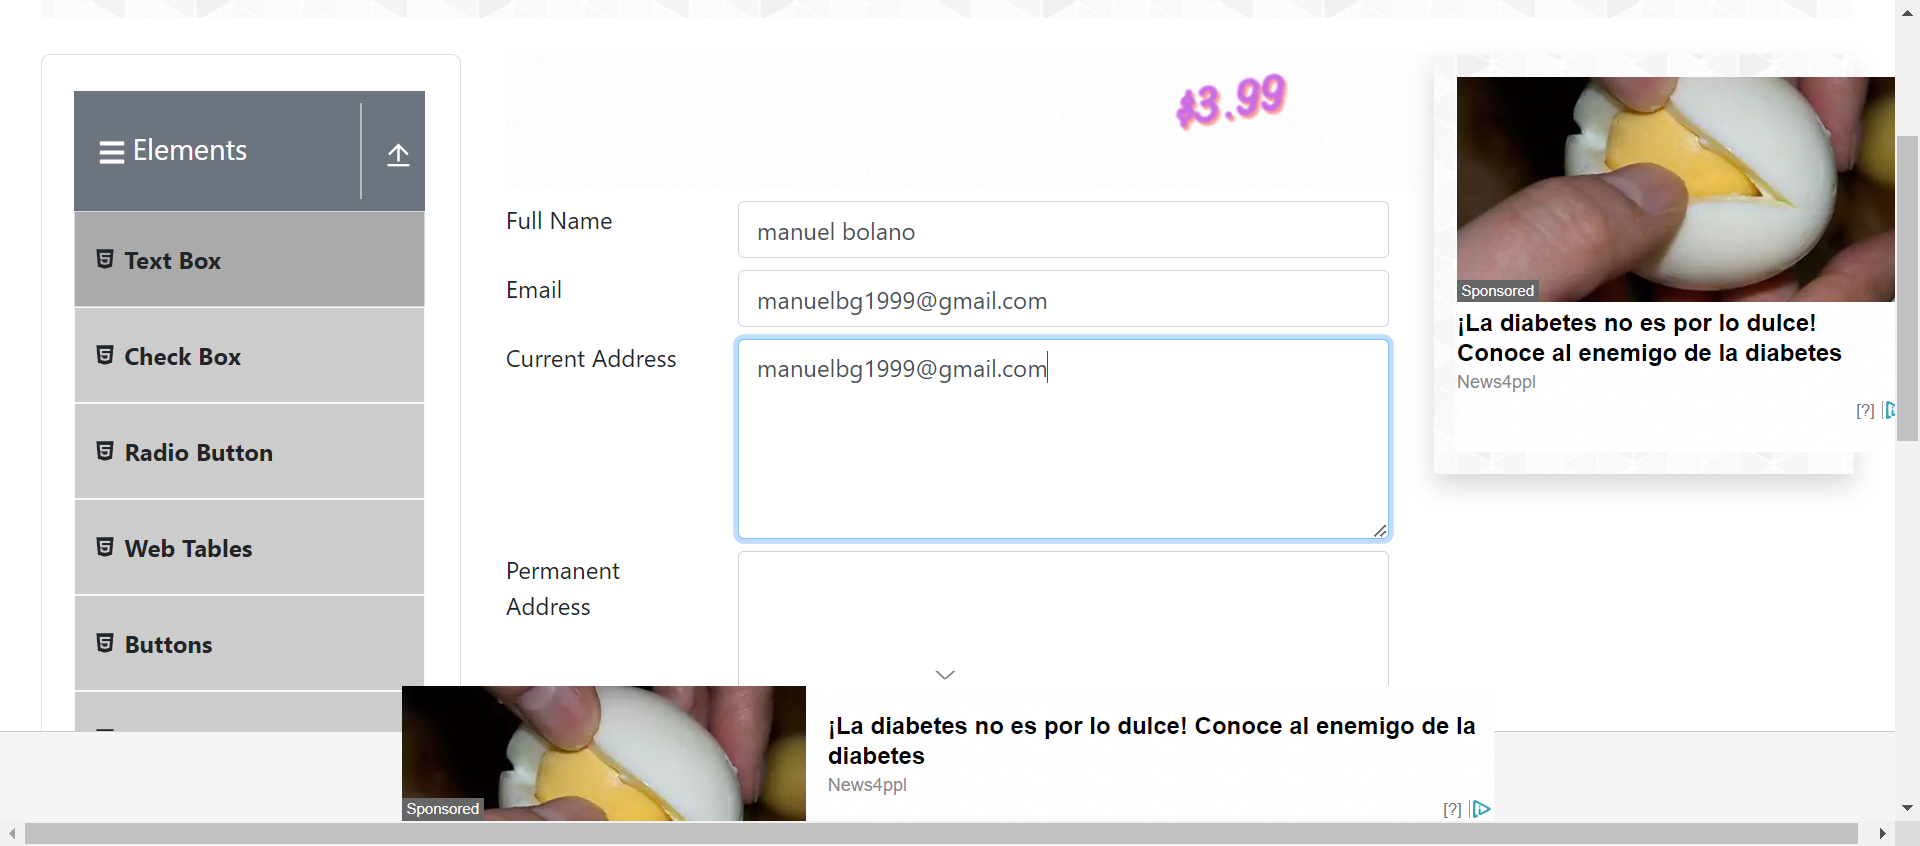 Elements
Text Box
Check Box
Radio Button
Web Tables
Buttons
$3.99
Full Name
manuel bolano
Email
manuelbg1999@gmail.com
Current Address
manuelbg1999@gmail.com
Permanent
Address
Sponsored
¡La diabetes no es por lo dulce!
Conoce al enemigo de la diabetes
News4ppl
[?]
Sponsored
¡La diabetes no es por lo dulce! Conoce al enemigo de la
diabetes
News4ppl
[?]